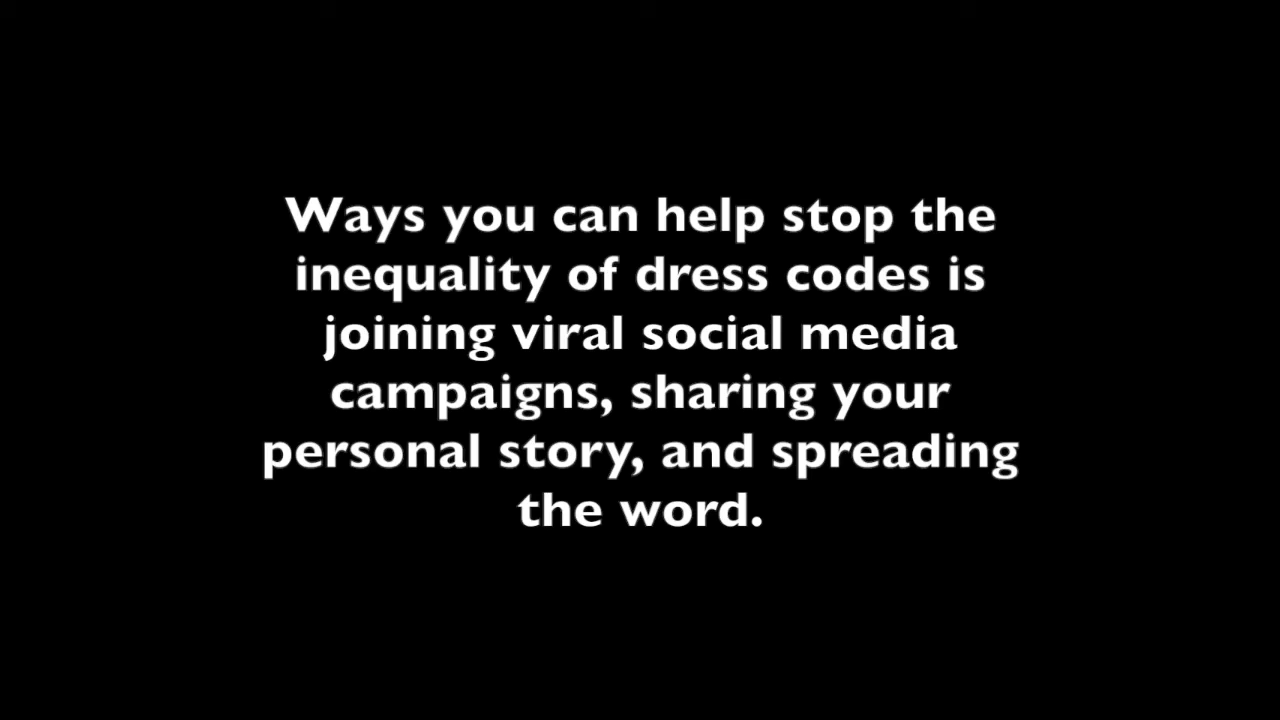 Ways you can help stop the
inequality of dress codes is
joining viral social media
campaigns, sharing your
personal story, and spreading
the word.